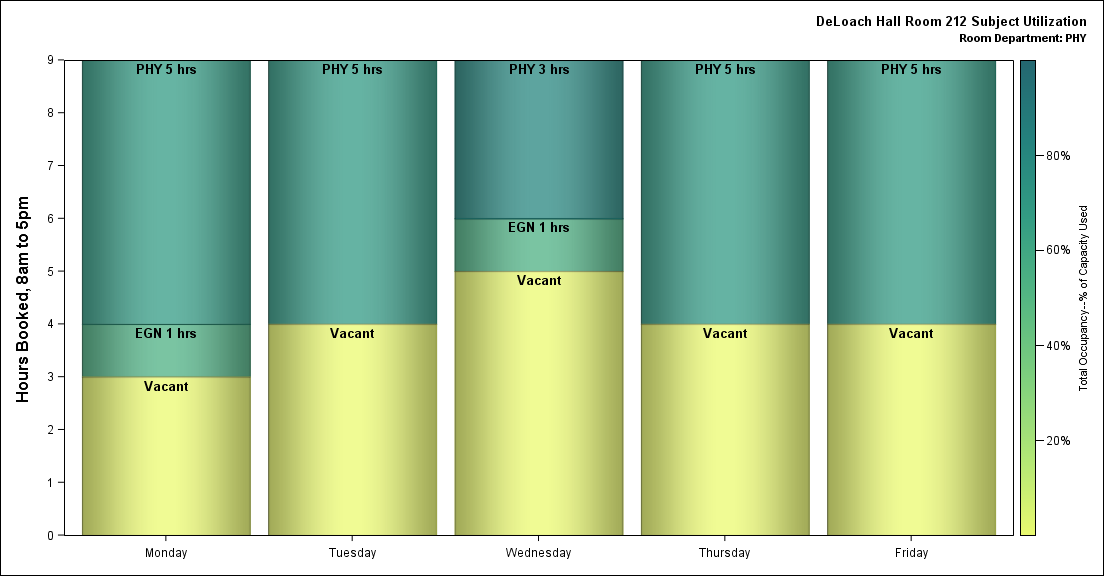 DeLoach Hall Room 212 Subject Utilization
Room Department: PHY
Hours Booked, 8am to 5pm
9
8
7
6
5
4
3
2
1
0
PHY 5 hrs
EGN 1 hrs
Vacant
PHY 5 hrs
Vacant
PHY 3 hrs
EGN 1 hrs
Vacant
PHY 5 hrs
Vacant
PHY 5 hrs
Vacant
Monday
Tuesday
Wednesday
Thursday
Friday
80%
60%
40%
20%
Total Occupancy--% of Capacity Used